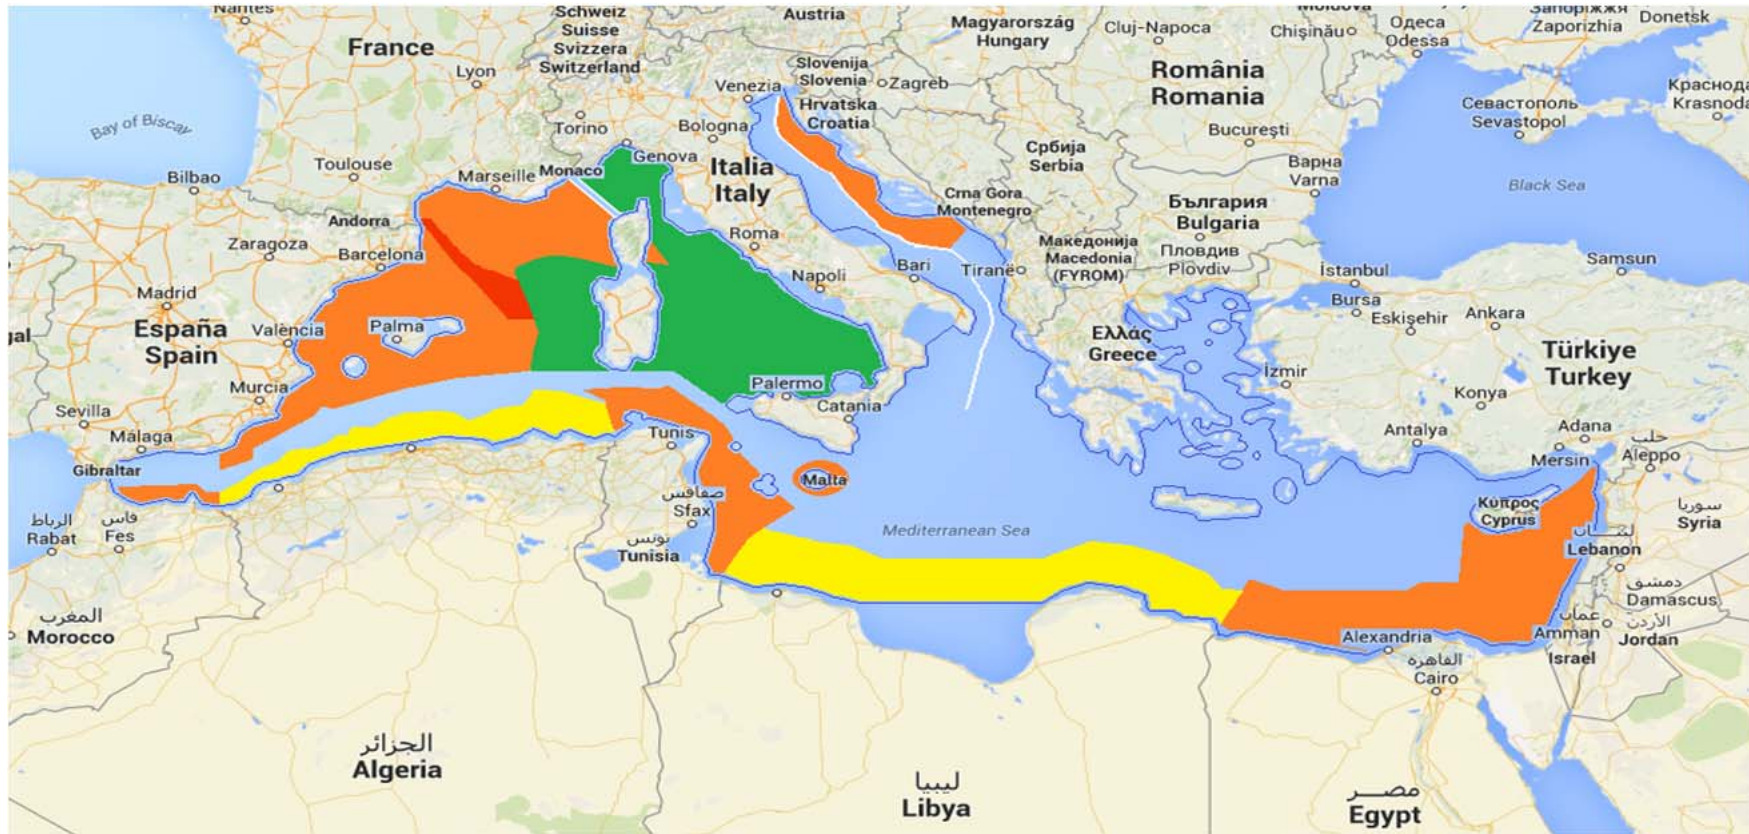 Nantes
Schweiz
Suisse
Svizzera
Switzerland
Austria
Magyarország
Hungary
Cluj-Napoca
Moldova
Chișinău
Одеса
Odessa
Запоріжжя
Zaporizhia
Donetsk
France
Lyon
Slovenija
Slovenia
Zagreb
Venezia
Hrvatska
Croatia
România
Romania
Севастополь
Sevastopol
Краснода
Krasnoda
Bay of Biscay
Torino
Bologna
București
Toulouse
Genova
Србија
Serbia
Bilbao
Marseille
Monaco
Italia
Italy
Варна
Varna
Black Sea
Andorra
Crna Gora
Montenegro
България
Bulgaria
Zaragoza
Barcelona
Roma
Македонија
Macedonia
(FYROM)
Пловдив
Plovdiv
Napoli
Bari
Tiranë
İstanbul
Samsun
Madrid
España
Spain
València
Palma
Bursa
Eskişehir
Ankara
gal
Ελλάς
Greece
Türkiye
Turkey
Murcia
Palermo
İzmir
Konya
Sevilla
Catania
Málaga
Tunis
Antalya
Adana
حلب
Aleppo
Gibraltar
Mersin
Malta
الرباط
Rabat
فاس
Fes
صفاقس
Sfax
Κύπρος
Cyprus
سوريا
Syria
Mediterranean Sea
تونس
Tunisia
لبنان
Lebanon
دمشق
Damascus
المغرب
Morocco
Alexandria
عمان
Amman
الأردن
Jordan
القاهرة
Cairo
Israel
الجزائر
Algeria
ليبيا
Libya
مصر
Egypt